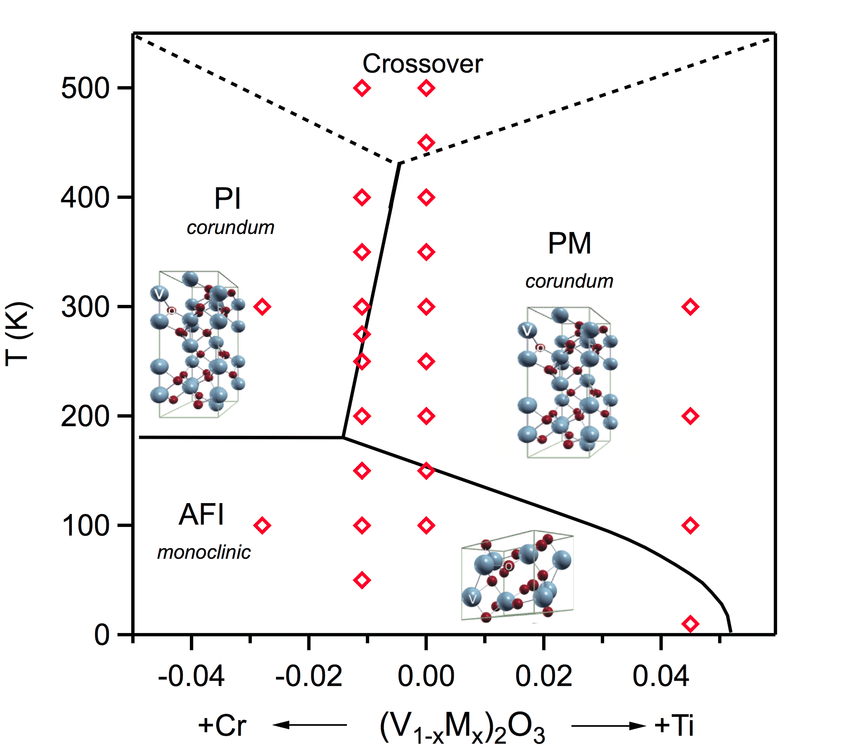 Crossover
500
400
PI
corundum
PM
corundum
V
O
V
O
300
T (K)
200
AFI
monoclinic
100
O
V
0
-0.04
-0.02
0.00
0.02
0.04
+Cr
(V1-xMx)2O3
+Ti